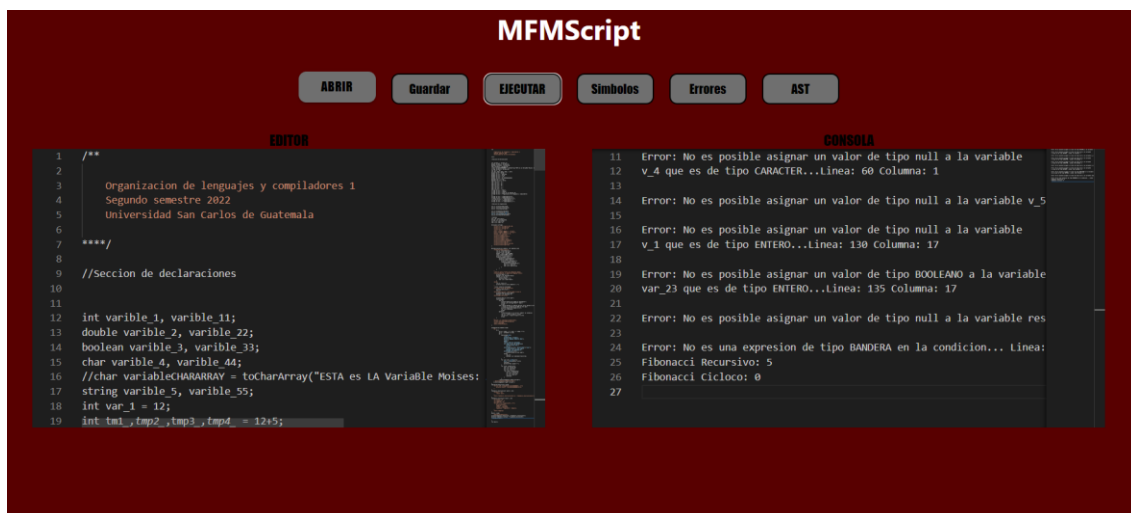 MFMScript
ABRIR Guardar EJECUTAR Simbolos Errores AST
EDITOR
1 /**
2
3 Organizacion de lenguajes y compiladores 1
4 Segundo semestre 2022
5 Universidad San Carlos de Guatemala
6
7 ****/
8
9 //Seccion de declaraciones
10
11
12 int varible_1, varible_11;
13 double varible_2, varible_22;
14 boolean varible_3, varible_33;
15 char varible_4, varible_44;
16 //char variableCHARARRAY = toCharArray("ESTA es LA VariaBle Moises:
17 string varible_5, varible_55;
18 int var_1 = 12;
19 int tm1_,tmp2_,tmp3_,tmp4_ = 12+5;
CONSOLA
11 Error: No es posible asignar un valor de tipo null a la variable
12 v_4 que es de tipo CARACTER...Linea: 60 Columna: 1
13
14 Error: No es posible asignar un valor de tipo null a la variable v_5
15
16 Error: No es posible asignar un valor de tipo null a la variable
17 v_1 que es de tipo ENTERO...Linea: 130 Columna: 17
18
19 Error: No es posible asignar un valor de tipo BOOLEANO a la variable
20 var_23 que es de tipo ENTERO...Linea: 135 Columna: 17
21
22 Error: No es posible asignar un valor de tipo null a la variable res
23
24 Error: No es una expresion de tipo BANDERA en la condicion... Linea:
25 Fibonacci Recursivo: 5
26 Fibonacci Cicloco: 0
27